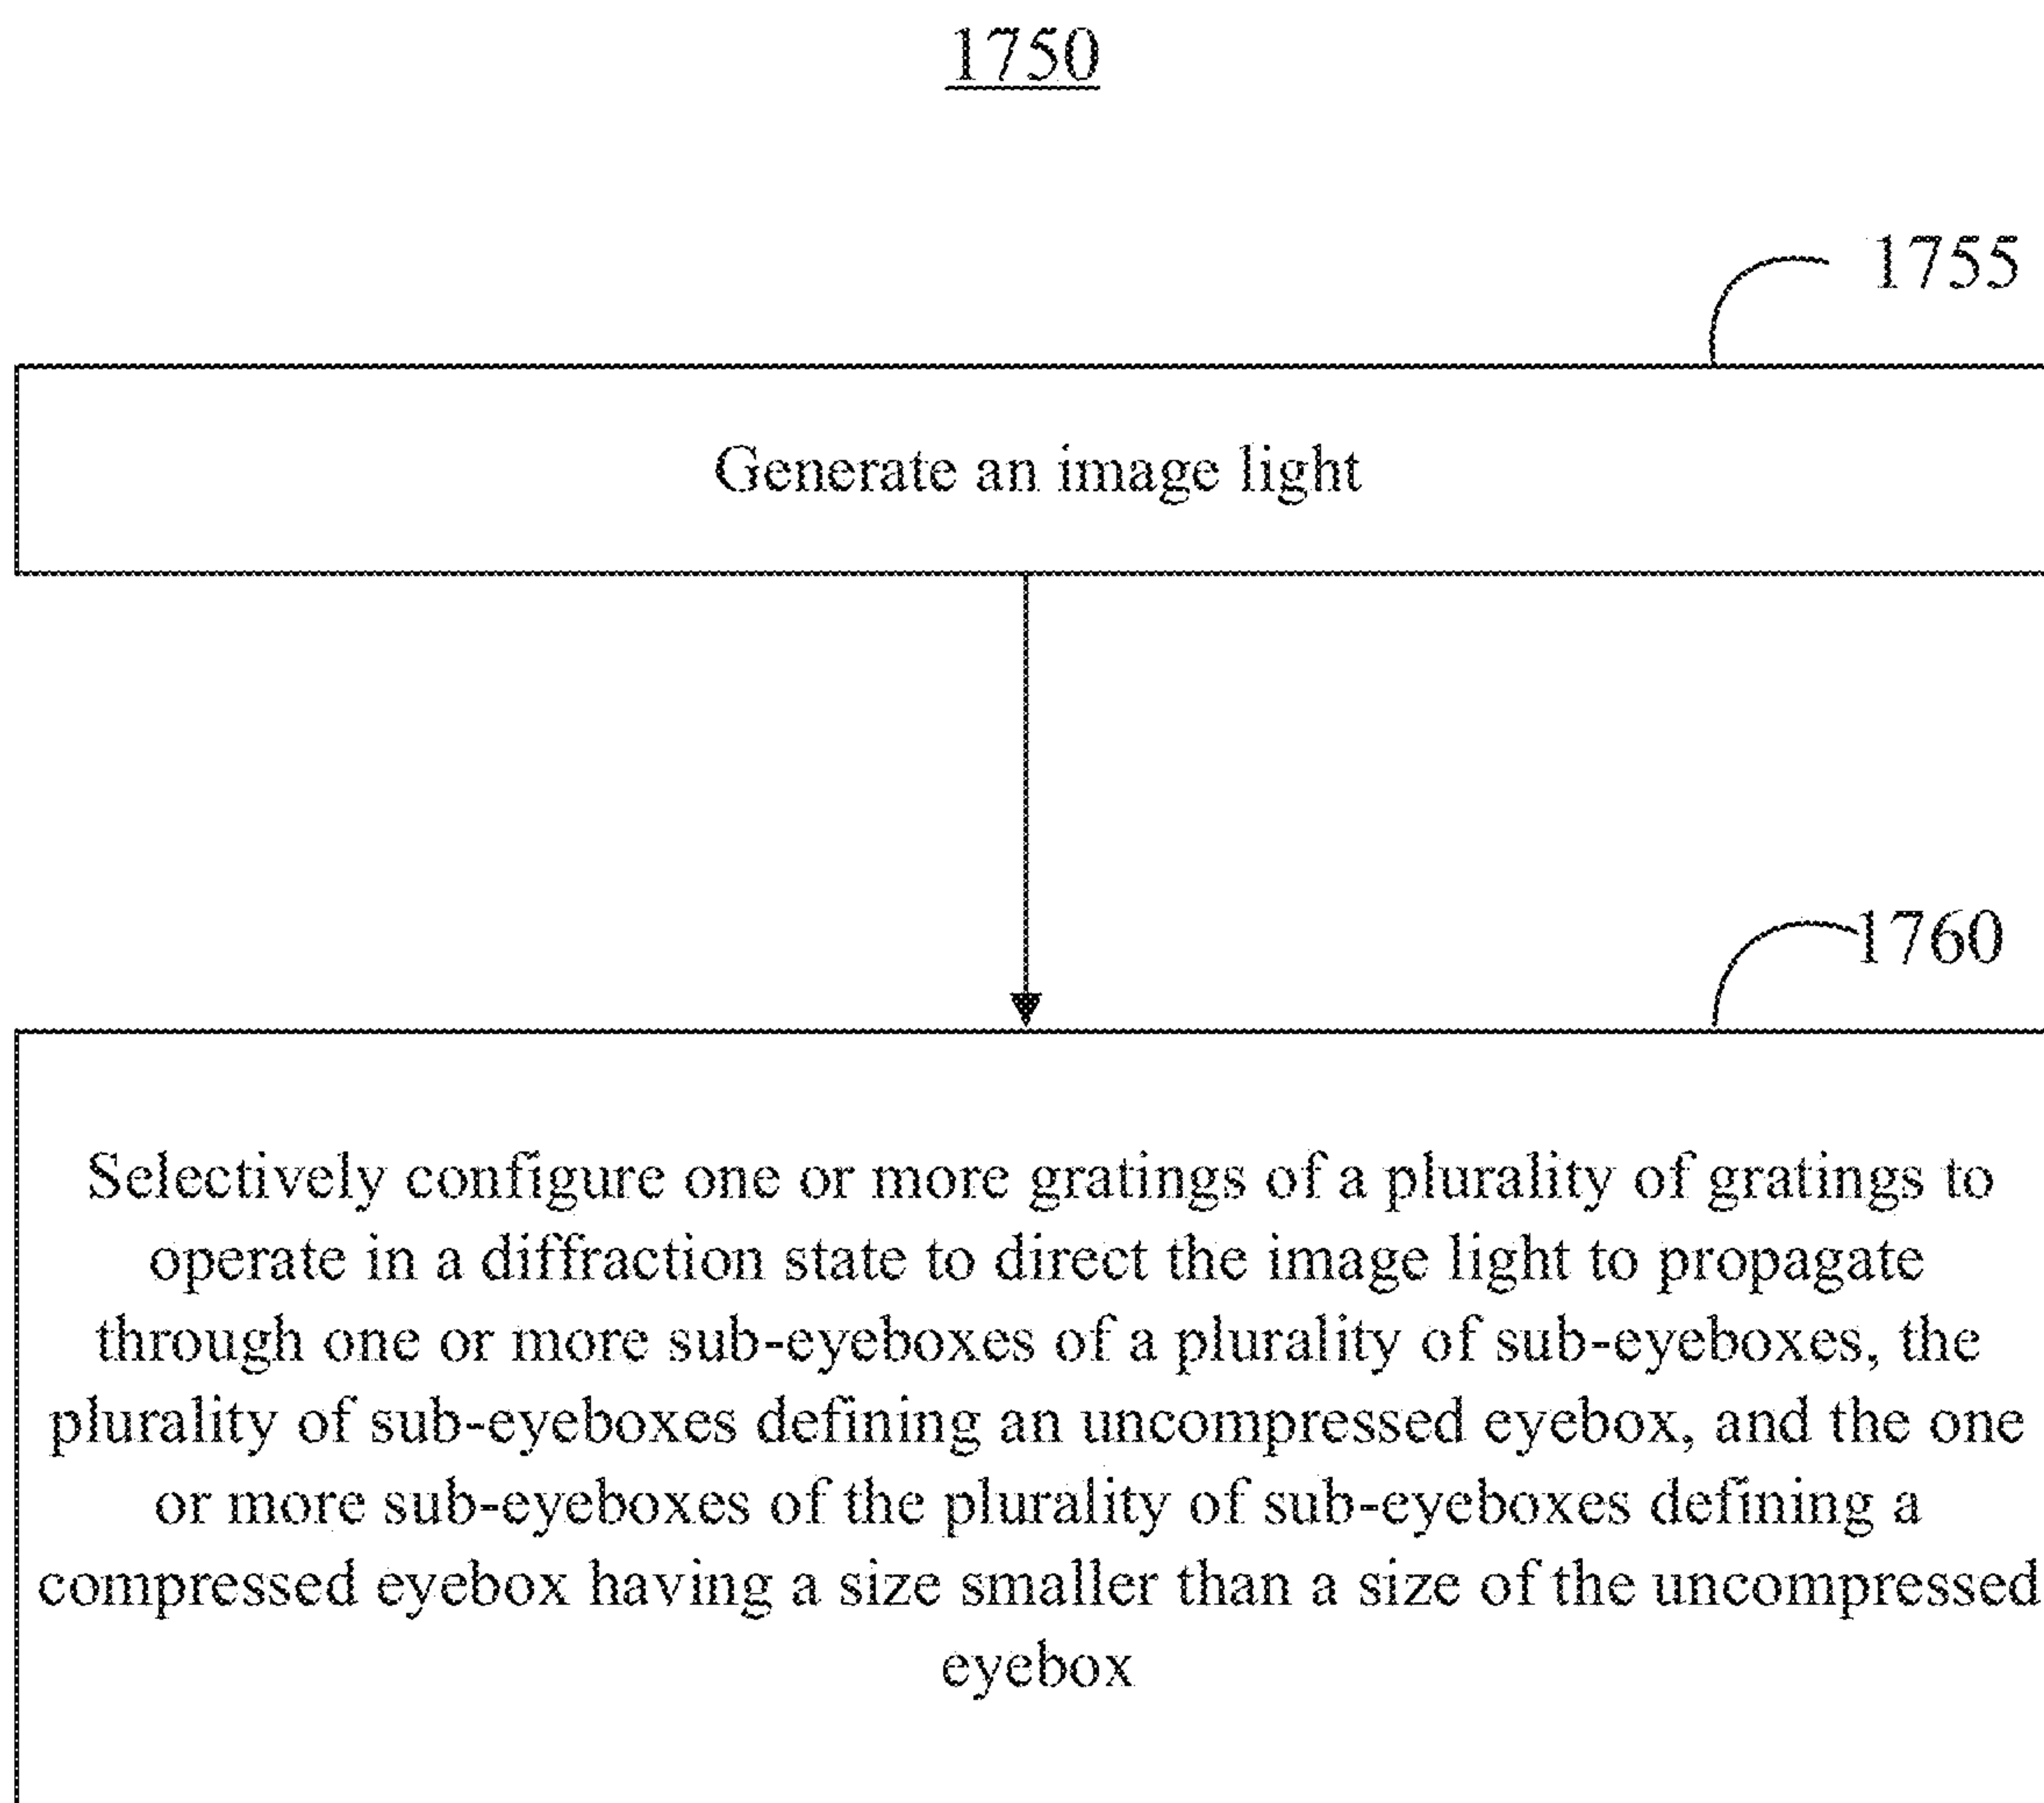 1750
1755
Generate an image light
1760
Selectively configure one or more gratings of a plurality of gratings to
operate in a diffraction state to direct the image light to propagate
through one or more sub-eyeboxes of a plurality of sub-eyeboxes, the
plurality of sub-eyeboxes defining an uncompressed eyebox, and the one
or more sub-eyeboxes of the plurality of sub-eyeboxes defining a
compressed eyebox having a size smaller than a size of the uncompressed
eyebox